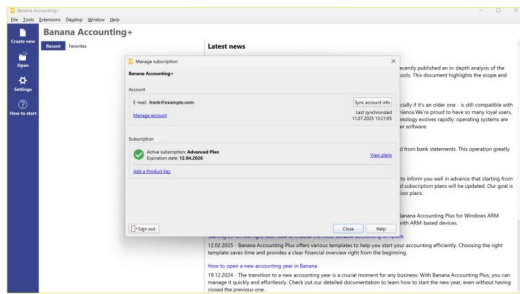 Banana Accounting+
File Tools Extensions Desktop Window Help
Create new
Open
Settings
How to start
Banana Accounting+
Recent Favorites
Latest news
Manage subscription
Banana Accounting+
Account
E-mail: frank@example.com
Sync account info
Manage account
Last synchronized
11.07.2025 13:21:05
Subscription
Active subscription: Advanced Plan
Expiration date: 12.04.2026
View plans
Add a Product Key
Sign out
Close
Help
ecently published an in-depth analysis of the
ools. This document highlights the scope and
cially if it's an older one - is still compatible with
ience.We're proud to have so many loyal users,
nology evolves rapidly: operating systems are
er software.
d from bank statements. This operation greatly
to inform you well in advance that starting from
d subscription plans will be updated. Our goal is
ion plans.
Banana Accounting Plus for Windows ARM
with ARM-based devices.
12.02.2025 - Banana Accounting Plus offers various templates to help you start your accounting efficiently. Choosing the right
template saves time and provides a clear financial overview right from the beginning.
How to open a new accounting year in Banana
19.12.2024 - The transition to a new accounting year is a crucial moment for any business. With Banana Accounting Plus, you can
manage it quickly and effortlessly. Check out our detailed documentation to learn how to start the new year, even without having
closed the previous one.